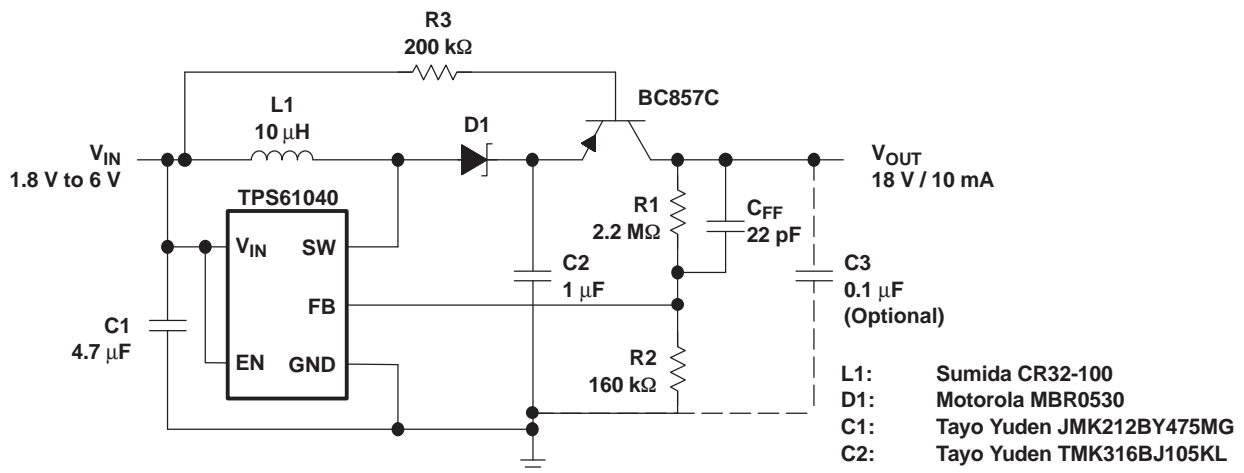 R3
200 kΩ
BC857C
L1
10 µH
D1
V_IN
1.8 V to 6 V
V_OUT
18 V / 10 mA
TPS61040
V_IN
SW
FB
EN
GND
R1
2.2 MΩ
C_FF
22 pF
C2
1 µF
C3
0.1 µF
(Optional)
C1
4.7 µF
R2
160 kΩ
L1: Sumida CR32-100
D1: Motorola MBR0530
C1: Tayo Yuden JMK212BY475MG
C2: Tayo Yuden TMK316BJ105KL